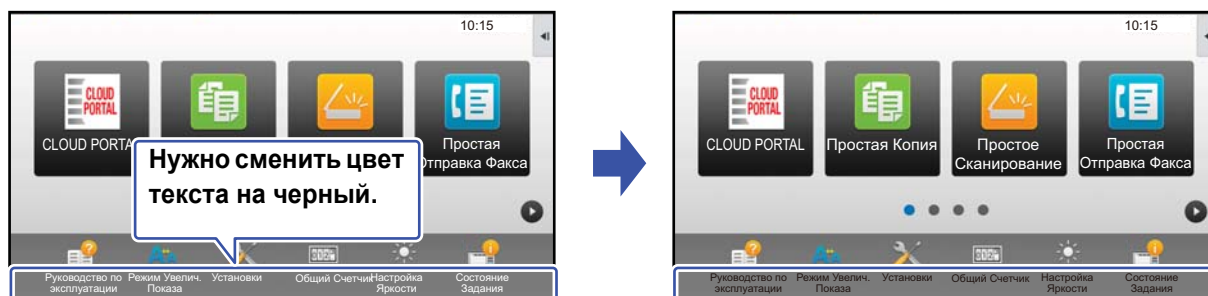 10:15
CLOUD
PORTAL
CLOUD PORTA
Простая
Отправка Факса
Нужно сменить цвет
текста на черный.
Руководство по
эксплуатации
Режим Увелич.
Показа
Установки
Общий Счетчик
Настройка
Яркости
Состояние
Задания
10:15
CLOUD
PORTAL
CLOUD PORTAL
Простая Копия
Простое
Сканирование
Простая
Отправка Факса
Руководство по
эксплуатации
Режим Увелич.
Показа
Установки
Общий Счетчик
Настройка
Яркости
Состояние
Задания